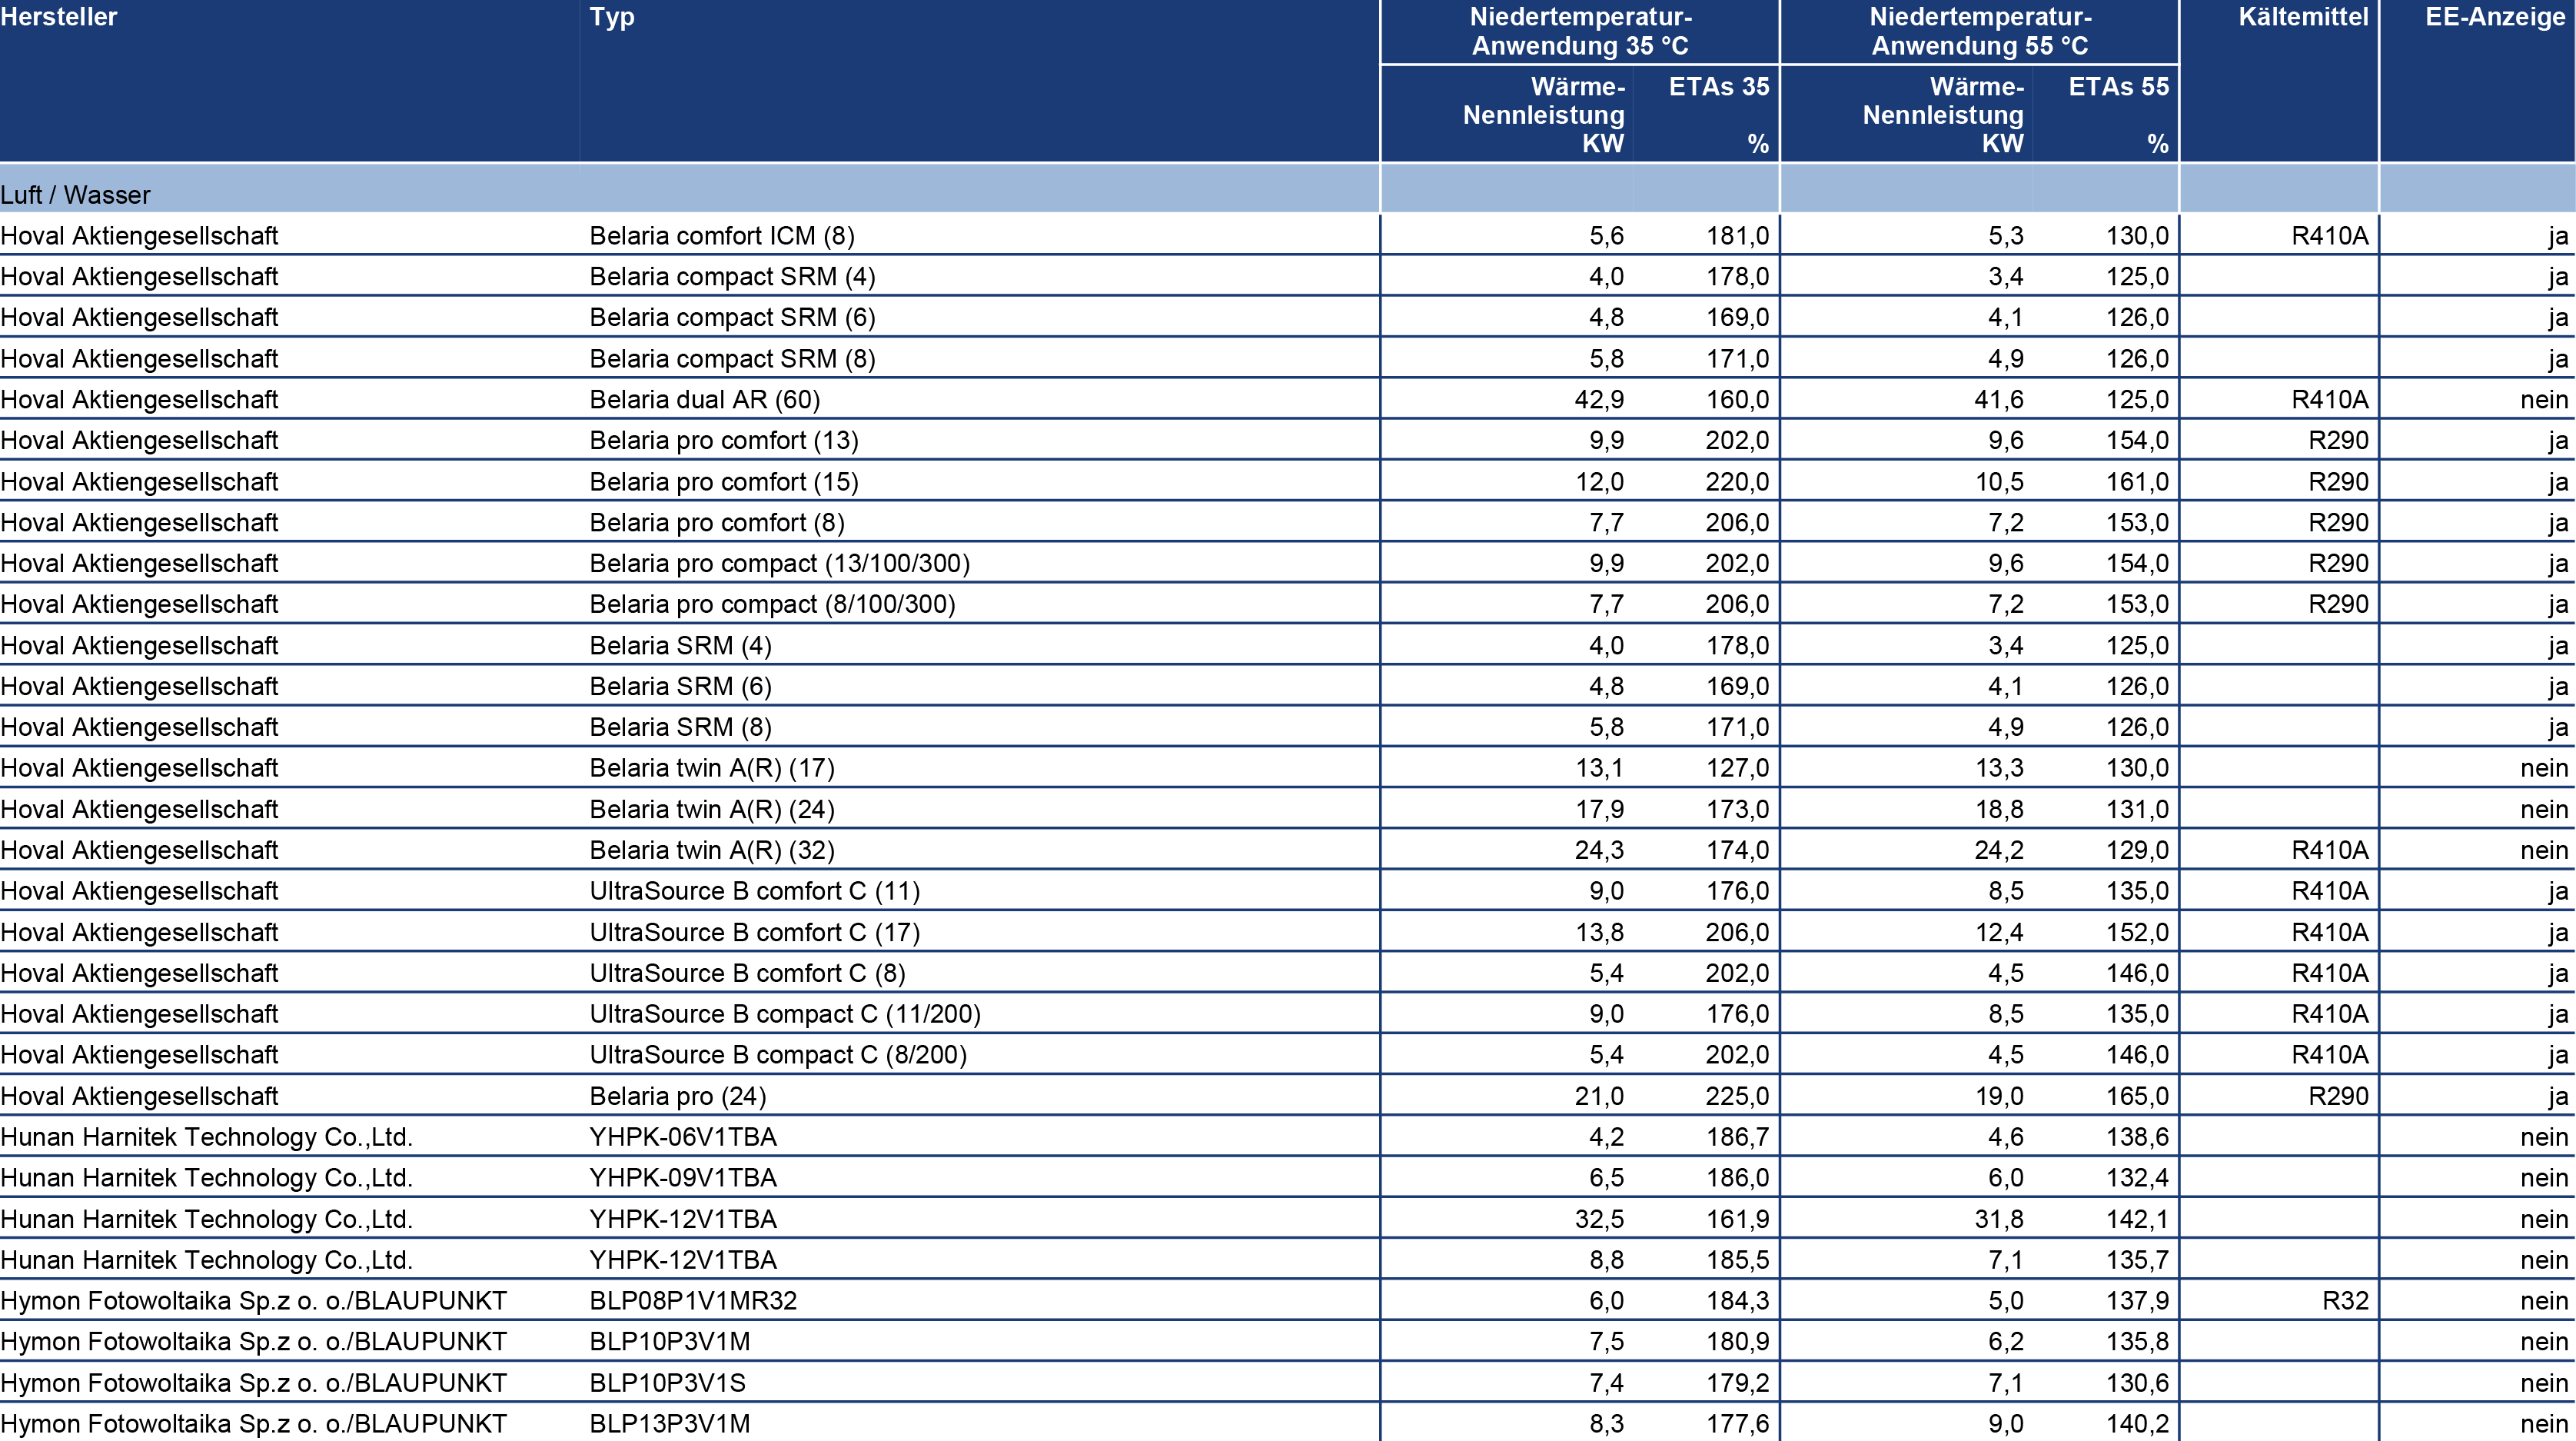 Hersteller Typ Niedertemperatur- Niedertemperatur- Kältemittel EE-Anzeige
Anwendung 35 °C Anwendung 55 °C
Wärme- ETAs 35 Wärme- ETAs 55
Nennleistung Nennleistung
KW % KW %
Luft / Wasser
Hoval Aktiengesellschaft Belaria comfort ICM (8) 5,6 181,0 5,3 130,0 R410A ja
Hoval Aktiengesellschaft Belaria compact SRM (4) 4,0 178,0 3,4 125,0 ja
Hoval Aktiengesellschaft Belaria compact SRM (6) 4,8 169,0 4,1 126,0 ja
Hoval Aktiengesellschaft Belaria compact SRM (8) 5,8 171,0 4,9 126,0 ja
Hoval Aktiengesellschaft Belaria dual AR (60) 42,9 160,0 41,6 125,0 R410A nein
Hoval Aktiengesellschaft Belaria pro comfort (13) 9,9 202,0 9,6 154,0 R290 ja
Hoval Aktiengesellschaft Belaria pro comfort (15) 12,0 220,0 10,5 161,0 R290 ja
Hoval Aktiengesellschaft Belaria pro comfort (8) 7,7 206,0 7,2 153,0 R290 ja
Hoval Aktiengesellschaft Belaria pro compact (13/100/300) 9,9 202,0 9,6 154,0 R290 ja
Hoval Aktiengesellschaft Belaria pro compact (8/100/300) 7,7 206,0 7,2 153,0 R290 ja
Hoval Aktiengesellschaft Belaria SRM (4) 4,0 178,0 3,4 125,0 ja
Hoval Aktiengesellschaft Belaria SRM (6) 4,8 169,0 4,1 126,0 ja
Hoval Aktiengesellschaft Belaria SRM (8) 5,8 171,0 4,9 126,0 ja
Hoval Aktiengesellschaft Belaria twin A(R) (17) 13,1 127,0 13,3 130,0 nein
Hoval Aktiengesellschaft Belaria twin A(R) (24) 17,9 173,0 18,8 131,0 nein
Hoval Aktiengesellschaft Belaria twin A(R) (32) 24,3 174,0 24,2 129,0 R410A nein
Hoval Aktiengesellschaft UltraSource B comfort C (11) 9,0 176,0 8,5 135,0 R410A ja
Hoval Aktiengesellschaft UltraSource B comfort C (17) 13,8 206,0 12,4 152,0 R410A ja
Hoval Aktiengesellschaft UltraSource B comfort C (8) 5,4 202,0 4,5 146,0 R410A ja
Hoval Aktiengesellschaft UltraSource B compact C (11/200) 9,0 176,0 8,5 135,0 R410A ja
Hoval Aktiengesellschaft UltraSource B compact C (8/200) 5,4 202,0 4,5 146,0 R410A ja
Hoval Aktiengesellschaft Belaria pro (24) 21,0 225,0 19,0 165,0 R290 ja
Hunan Harnitek Technology Co.,Ltd. YHPK-06V1TBA 4,2 186,7 4,6 138,6 nein
Hunan Harnitek Technology Co.,Ltd. YHPK-09V1TBA 6,5 186,0 6,0 132,4 nein
Hunan Harnitek Technology Co.,Ltd. YHPK-12V1TBA 32,5 161,9 31,8 142,1 nein
Hunan Harnitek Technology Co.,Ltd. YHPK-12V1TBA 8,8 185,5 7,1 135,7 nein
Hymon Fotowoltaika Sp.z o. o./BLAUPUNKT BLP08P1V1MR32 6,0 184,3 5,0 137,9 R32 nein
Hymon Fotowoltaika Sp.z o. o./BLAUPUNKT BLP10P3V1M 7,5 180,9 6,2 135,8 nein
Hymon Fotowoltaika Sp.z o. o./BLAUPUNKT BLP10P3V1S 7,4 179,2 7,1 130,6 nein
Hymon Fotowoltaika Sp.z o. o./BLAUPUNKT BLP13P3V1M 8,3 177,6 9,0 140,2 nein